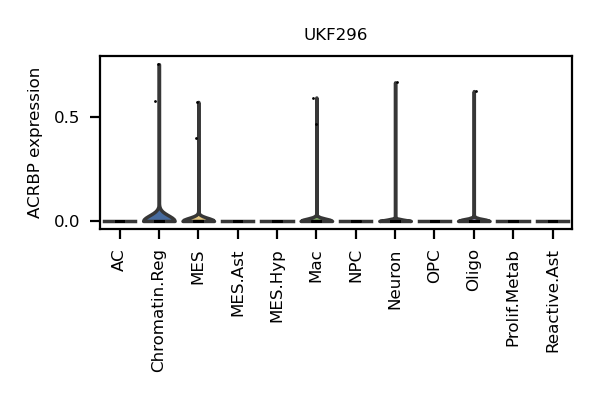 UKF296
ACRBP expression
0.5
0.0
AC
Chromatin.Reg
MES
MES.Ast
MES.Hyp
Mac
NPC
Neuron
OPC
Oligo
Prolif.Metab
Reactive.Ast